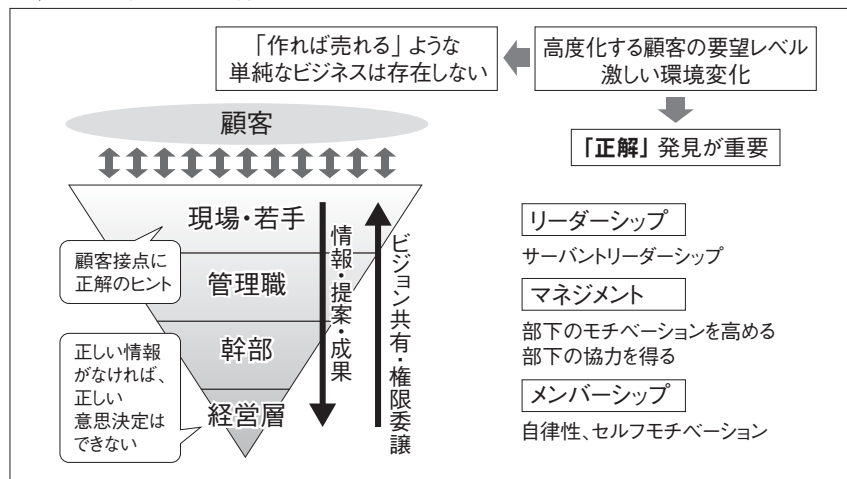 「作れば売れる」ような
単純なビジネスは存在しない
高度化する顧客の要望レベル
激しい環境変化
「正解」発見が重要
顧客
現場・若手
管理職
幹部
経営層
顧客接点に
正解のヒント
正しい情報
がなければ、
正しい
意思決定は
できない
情報・提案・成果
ビジョン共有・権限委譲
リーダーシップ
サーバントリーダーシップ
マネジメント
部下のモチベーションを高める
部下の協力を得る
メンバーシップ
自律性、セルフモチベーション